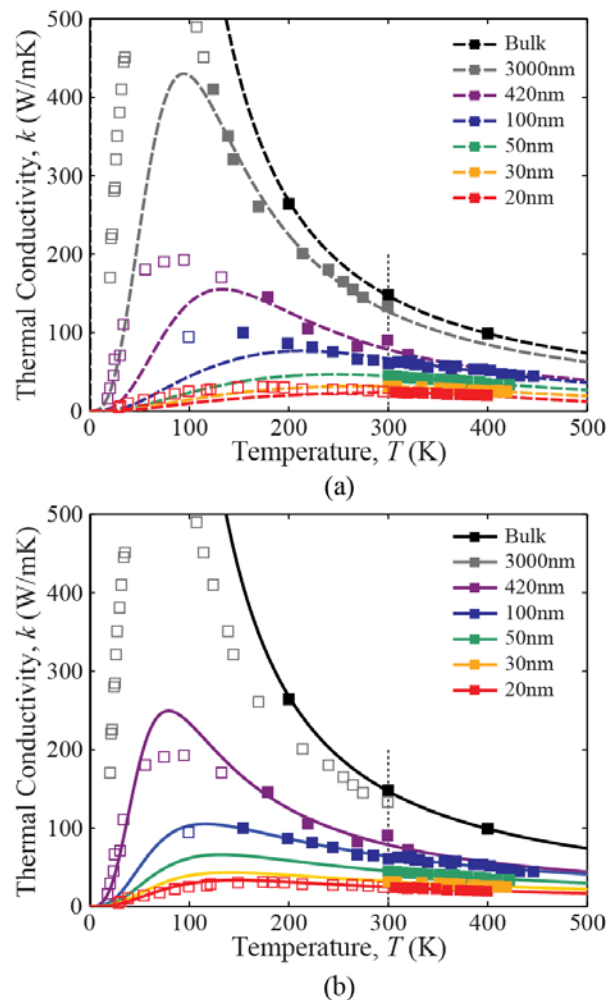 500
400
300
200
100
0
Thermal Conductivity, k (W/mK)
Bulk
3000nm
420nm
100nm
50nm
30nm
20nm
0 100 200 300 400 500
Temperature, T (K)
(a)
500
400
300
200
100
0
Thermal Conductivity, k (W/mK)
Bulk
3000nm
420nm
100nm
50nm
30nm
20nm
0 100 200 300 400 500
Temperature, T (K)
(b)